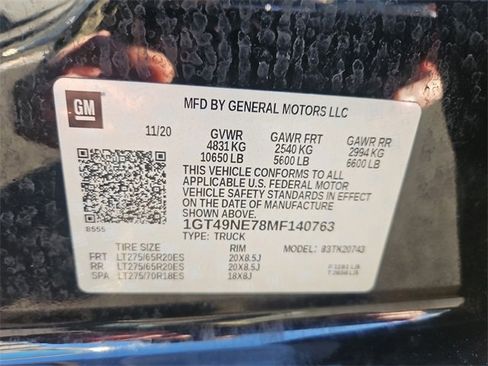 GM
MFD BY GENERAL MOTORS LLC
11/20 GVWR GAWR FRT GAWR RR
4831 KG 2540 KG 2994 KG
10650 LB 5600 LB 6600 LB
THIS VEHICLE CONFORMS TO ALL
APPLICABLE U.S. FEDERAL MOTOR
VEHICLE SAFETY STANDARDS IN EFFECT
ON THE DATE OF MANUFACTURE
SHOWN ABOVE.
1GT49NE78MF140763
8555
TYPE: TRUCK MODEL: 83TK20743
TIRE SIZE RIM
FRT LT275/65R20ES 20X8.5J
RR LT275/65R20ES 20X8.5J
SPA LT275/70R18ES 18X8J